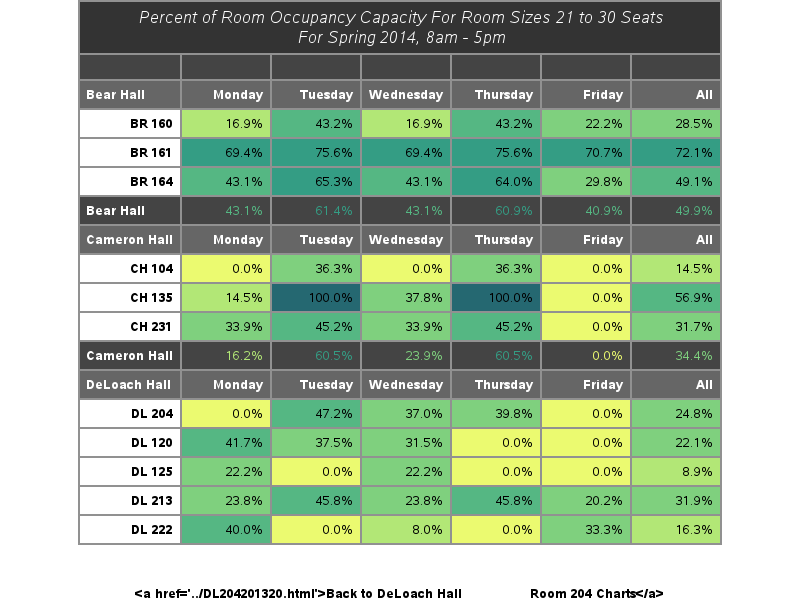 Percent of Room Occupancy Capacity For Room Sizes 21 to 30 Seats
For Spring 2014, 8am - 5pm
Bear Hall Monday Tuesday Wednesday Thursday Friday All
BR 160 16.9% 43.2% 16.9% 43.2% 22.2% 28.5%
BR 161 69.4% 75.6% 69.4% 75.6% 70.7% 72.1%
BR 164 43.1% 65.3% 43.1% 64.0% 29.8% 49.1%
Bear Hall 43.1% 61.4% 43.1% 60.9% 40.9% 49.9%
Cameron Hall Monday Tuesday Wednesday Thursday Friday All
CH 104 0.0% 36.3% 0.0% 36.3% 0.0% 14.5%
CH 135 14.5% 100.0% 37.8% 100.0% 0.0% 56.9%
CH 231 33.9% 45.2% 33.9% 45.2% 0.0% 31.7%
Cameron Hall 16.2% 60.5% 23.9% 60.5% 0.0% 34.4%
DeLoach Hall Monday Tuesday Wednesday Thursday Friday All
DL 204 0.0% 47.2% 37.0% 39.8% 0.0% 24.8%
DL 120 41.7% 37.5% 31.5% 0.0% 0.0% 22.1%
DL 125 22.2% 0.0% 22.2% 0.0% 0.0% 8.9%
DL 213 23.8% 45.8% 23.8% 45.8% 20.2% 31.9%
DL 222 40.0% 0.0% 8.0% 0.0% 33.3% 16.3%
<a href='../DL204201320.html'>Back to DeLoach Hall Room 204 Charts</a>